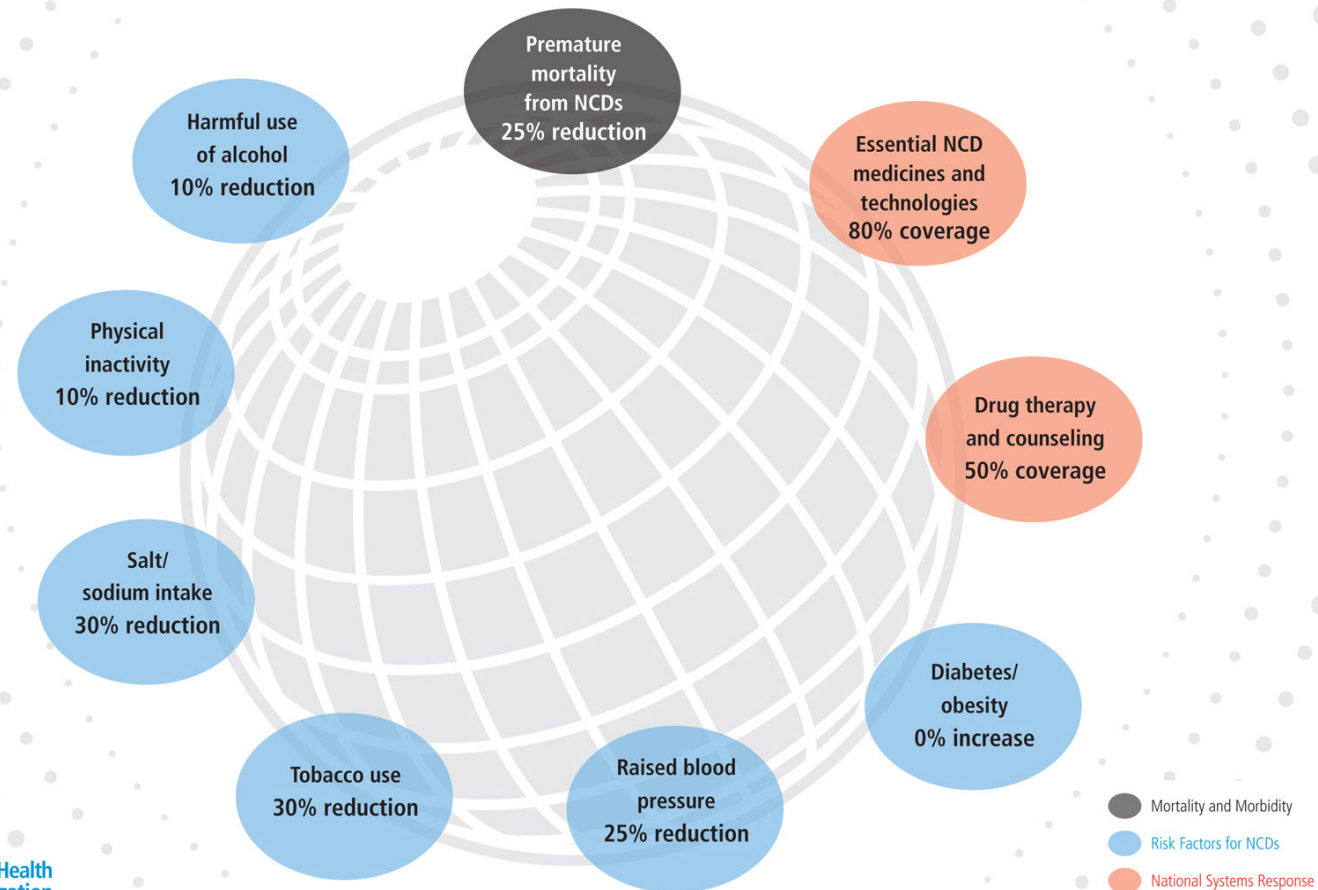 Premature
mortality
from NCDs
25% reduction
Harmful use
of alcohol
10% reduction
Essential NCD
medicines and
technologies
80% coverage
Physical
inactivity
10% reduction
Drug therapy
and counseling
50% coverage
Salt/
sodium intake
30% reduction
Diabetes/
obesity
0% increase
Tobacco use
30% reduction
Raised blood
pressure
25% reduction
Mortality and Morbidity
Risk Factors for NCDs
National Systems Response
Health